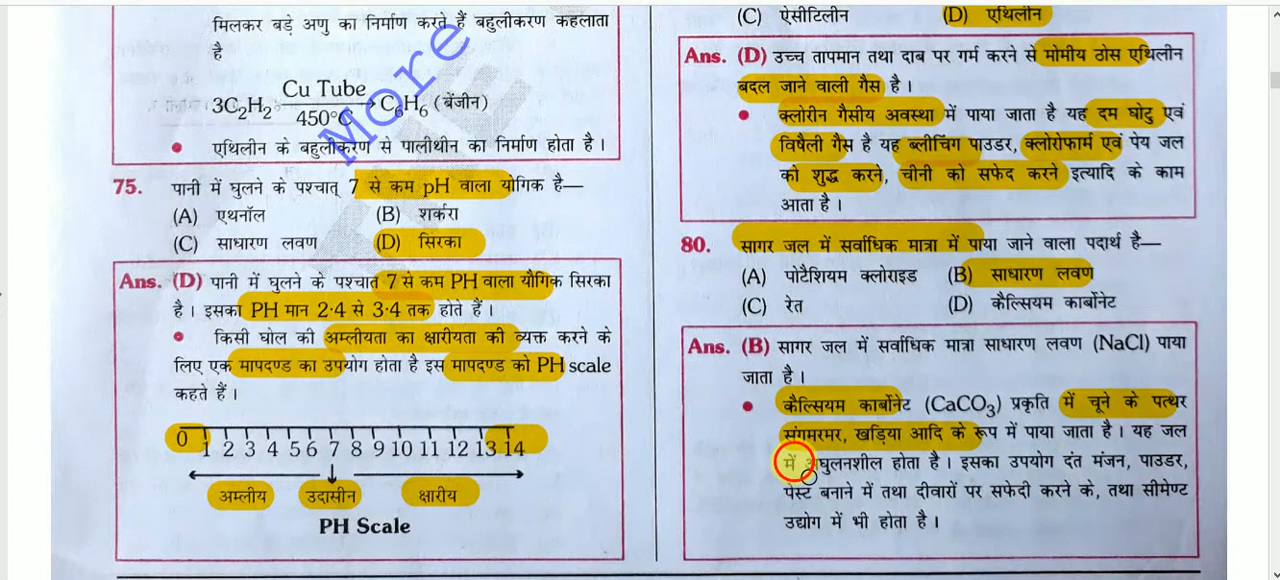 मिलकर बड़े अणु का निर्माण करते हैं बहुलीकरण कहलाता
है
3C₂H₂ Cu Tube 450°C → C₆H₆ (बेंजीन)
• एथिलीन के बहुलीकरण से पालीथीन का निर्माण होता है।
More
75. पानी में घुलने के पश्चात् 7 से कम pH वाला योगिक है—
(A) एथनॉल (B) शर्करा
(C) साधारण लवण (D) सिरका
Ans. (D) पानी में घुलने के पश्चात 7 से कम PH वाला यौगिक सिरका
है। इसका PH मान 2·4 से 3·4 तक होते हैं।
• किसी घोल की अम्लीयता का क्षारीयता की व्यक्त करने के
लिए एक मापदण्ड का उपयोग होता है इस मापदण्ड को PH scale
कहते हैं।
0 1 2 3 4 5 6 7 8 9 10 11 12 13 14
अम्लीय उदासीन क्षारीय
PH Scale
(C) ऐसीटिलीन (D) एथिलीन
Ans. (D) उच्च तापमान तथा दाब पर गर्म करने से मोमीय ठोस एथिलीन
बदल जाने वाली गैस है।
• क्लोरीन गैसीय अवस्था में पाया जाता है यह दम घोटु एवं
विषैली गैस है यह ब्लीचिंग पाउडर, क्लोरोफार्म एवं पेय जल
को शुद्ध करने, चीनी को सफेद करने इत्यादि के काम
आता है।
80. सागर जल में सर्वाधिक मात्रा में पाया जाने वाला पदार्थ है—
(A) पोटैशियम क्लोराइड (B) साधारण लवण
(C) रेत (D) कैल्सियम कार्बोनेट
Ans. (B) सागर जल में सर्वाधिक मात्रा साधारण लवण (NaCl) पाया
जाता है।
• कैल्सियम कार्बोनेट (CaCO₃) प्रकृति में चूने के पत्थर
संगमरमर, खड़िया आदि के रूप में पाया जाता है। यह जल
में अघुलनशील होता है। इसका उपयोग दंत मंजन, पाउडर,
पेस्ट बनाने में तथा दीवारों पर सफेदी करने के, तथा सीमेण्ट
उद्योग में भी होता है।